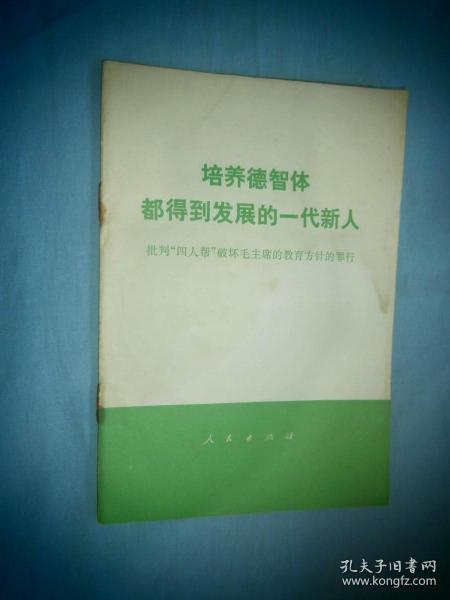 培养德智体
都得到发展的一代新人
批判“四人帮”破坏毛主席的教育方针的罪行
人民出版社
孔夫子旧书网
www.kongfz.com